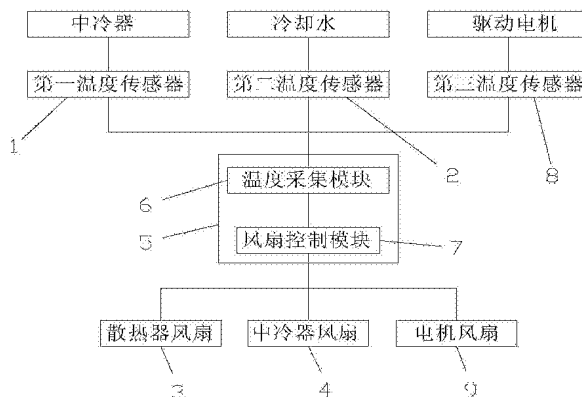 中冷器 冷却水 驱动电机
第一温度传感器 第二温度传感器 第三温度传感器
1 2 8
温度采集模块
6
5
风扇控制模块
7
散热器风扇 中冷器风扇 电机风扇
3 4 9